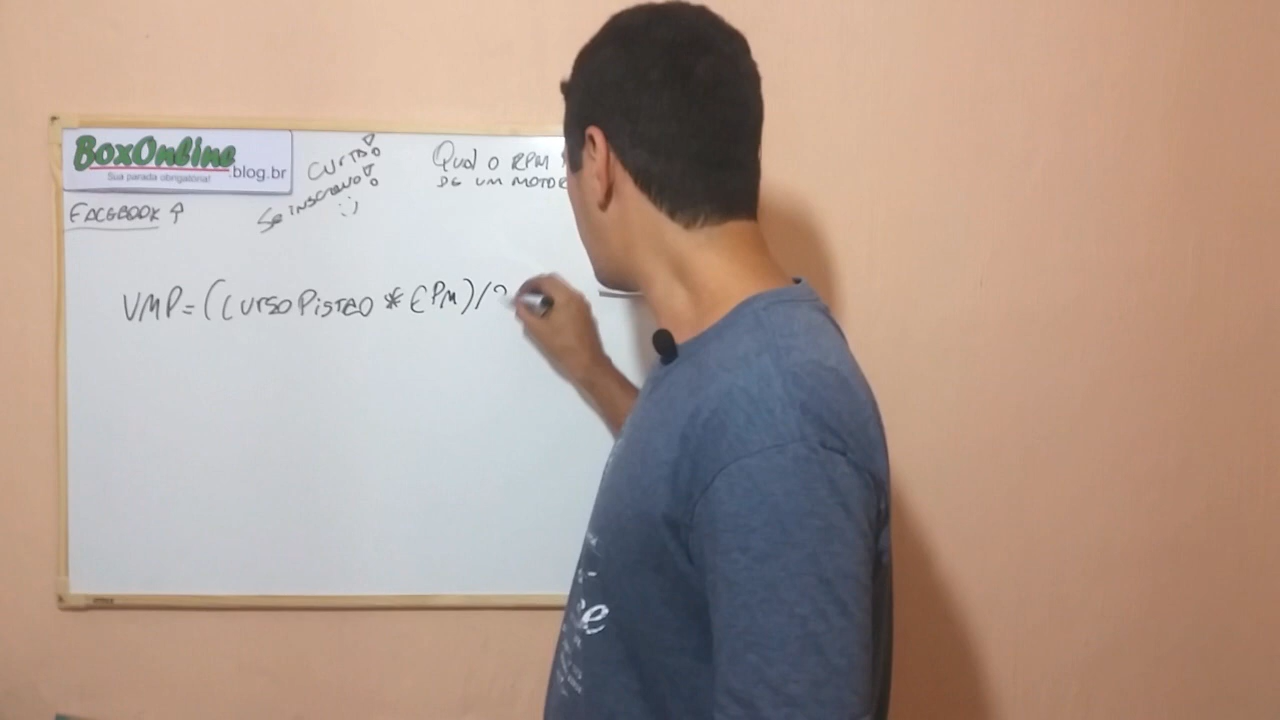 BoxOnline
.blog.br
Sua parada obrigatória!
CURTA!
Se INSCREVA!
:)
FACEBOOK ↑
Qual o RPM
DE UM MOTOR
VMP=(CURSO PISTÃO * RPM)/